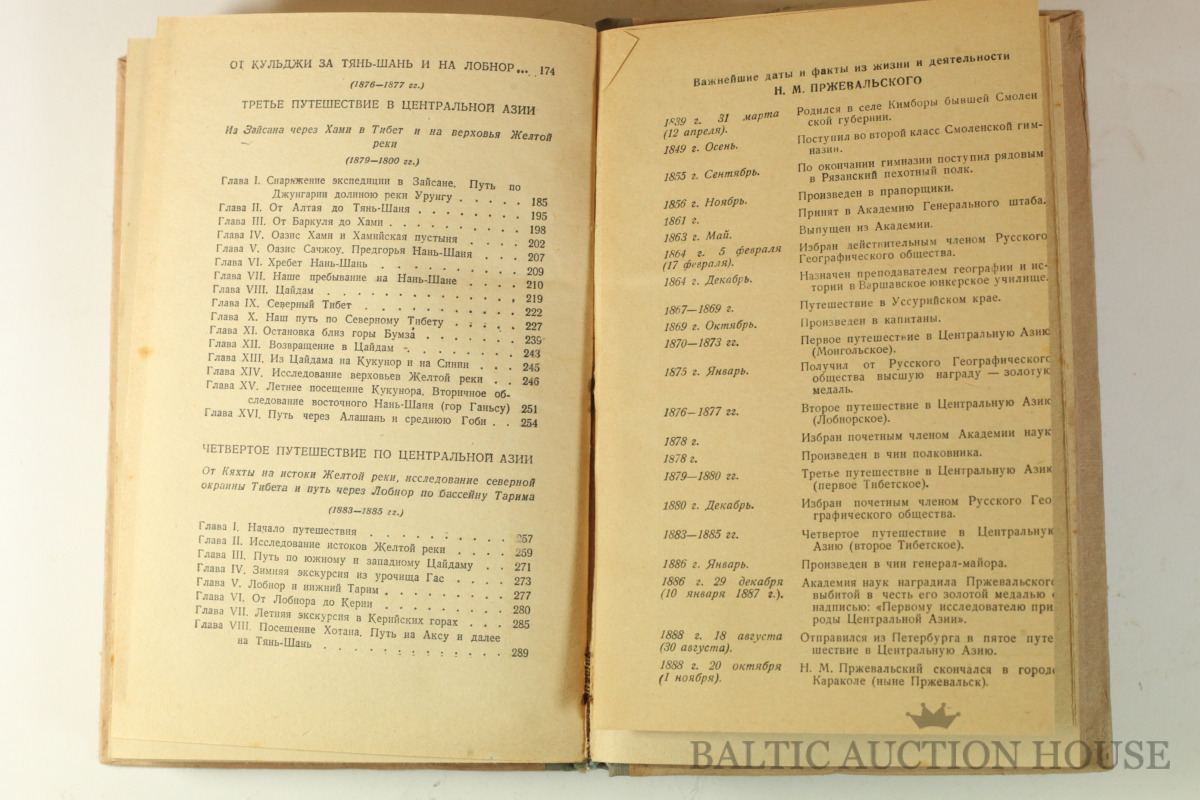 ОТ КУЛЬДЖИ ЗА ТЯНЬ-ШАНЬ И НА ЛОБНОР... 174
(1876—1877 гг.)
ТРЕТЬЕ ПУТЕШЕСТВИЕ В ЦЕНТРАЛЬНОЙ АЗИИ
Из Зайсана через Хами в Тибет и на верховья Желтой
реки
(1879—1800 гг.)
Глава I. Снаряжение экспедиции в Зайсане. Путь по
Джунгарии долиною реки Урунгу . . . . . 185
Глава II. От Алтая до Тянь-Шаня . . . . . . . 195
Глава III. От Баркуля до Хами . . . . . . . . 198
Глава IV. Оазис Хами и Хамийская пустыня . . . . 202
Глава V. Оазис Сачжоу. Предгорья Нань-Шаня . . . 207
Глава VI. Хребет Нань-Шань . . . . . . . . 209
Глава VII. Наше пребывание на Нань-Шане . . . . 210
Глава VIII. Цайдам . . . . . . . . . . . 219
Глава IX. Северный Тибет . . . . . . . . . 222
Глава X. Наш путь по Северному Тибету . . . . . 227
Глава XI. Остановка близ горы Бумза . . . . . . 239
Глава XII. Возвращение в Цайдам . . . . . . . 243
Глава XIII. Из Цайдама на Кукунор и на Синин . . . 245
Глава XIV. Исследование верховьев Желтой реки . . 246
Глава XV. Летнее посещение Кукунора. Вторичное об-
следование восточного Нань-Шаня (гор Ганьсу) 251
Глава XVI. Путь через Алашань и среднюю Гоби . . 254
ЧЕТВЕРТОЕ ПУТЕШЕСТВИЕ ПО ЦЕНТРАЛЬНОЙ АЗИИ
От Кяхты на истоки Желтой реки, исследование северной
окраины Тибета и путь через Лобнор по бассейну Тарима
(1883—1885 гг.)
Глава I. Начало путешествия . . . . . . . . 257
Глава II. Исследование истоков Желтой реки . . . . 259
Глава III. Путь по южному и западному Цайдаму . . 271
Глава IV. Зимняя экскурсия из урочища Гас . . . . 273
Глава V. Лобнор и нижний Тарим . . . . . . . 277
Глава VI. От Лобнора до Керии . . . . . . . 280
Глава VII. Летняя экскурсия в Керийских горах . . . 285
Глава VIII. Посещение Хотана. Путь на Аксу и далее
на Тянь-Шань . . . . . . . . . . 289
Важнейшие даты и факты из жизни и деятельности
Н. М. ПРЖЕВАЛЬСКОГО
1839 г. 31 марта Родился в селе Кимборы бывшей Смолен
(12 апреля). ской губернии.
1849 г. Осень. Поступил во второй класс Смоленской гим-
назии.
1855 г. Сентябрь. По окончании гимназии поступил рядовым
в Рязанский пехотный полк.
1856 г. Ноябрь. Произведен в прапорщики.
1861 г. Принят в Академию Генерального штаба.
1863 г. Май. Выпущен из Академии.
1864 г. 5 февраля Избран действительным членом Русского
(17 февраля). Географического общества.
1864 г. Декабрь. Назначен преподавателем географии и ис-
тории в Варшавское юнкерское училище.
1867—1869 г. Путешествие в Уссурийском крае.
1869 г. Октябрь. Произведен в капитаны.
1870—1873 гг. Первое путешествие в Центральную Азию
(Монгольское).
1875 г. Январь. Получил от Русского Географического
общества высшую награду — золотую
медаль.
1876—1877 гг. Второе путешествие в Центральную Азию
(Лобнорское).
1878 г. Избран почетным членом Академии наук
1878 г. Произведен в чин полковника.
1879—1880 гг. Третье путешествие в Центральную Азию
(первое Тибетское).
1880 г. Декабрь. Избран почетным членом Русского Гео
графического общества.
1883—1885 гг. Четвертое путешествие в Центральную
Азию (второе Тибетское).
1886 г. Январь. Произведен в чин генерал-майора.
1886 г. 29 декабря Академия наук наградила Пржевальского
(10 января 1887 г.). выбитой в честь его золотой медалью с
надписью: «Первому исследователю при
роды Центральной Азии».
1888 г. 18 августа Отправился из Петербурга в пятое путе
(30 августа). шествие в Центральную Азию.
1888 г. 20 октября Н. М. Пржевальский скончался в городе
(1 ноября). Караколе (ныне Пржевальск).
BALTIC AUCTION HOUSE